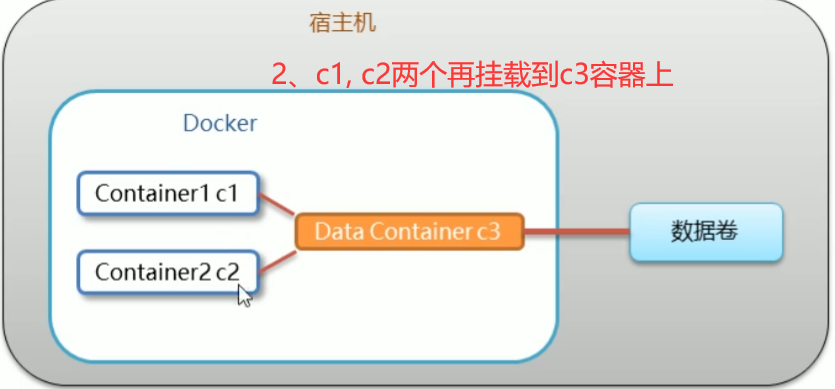 宿主机
2、c1, c2两个再挂载到c3容器上
Docker
Container1 c1
Data Container c3
数据卷
Container2 c2